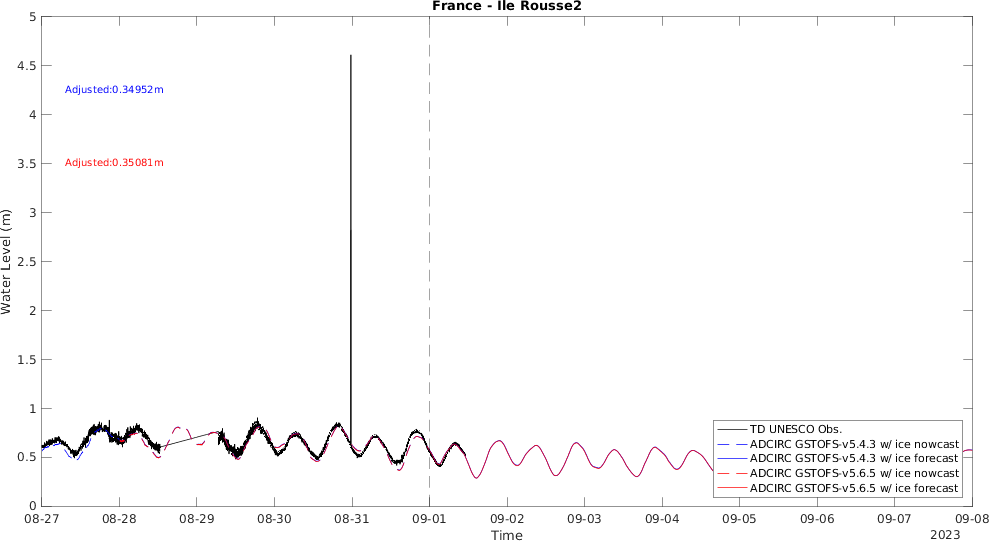 France - Ile Rousse2
5
4.5
4
3.5
3
2.5
2
1.5
1
0.5
0
Water Level (m)
Adjusted:0.34952m
Adjusted:0.35081m
TD UNESCO Obs.
ADCIRC GSTOFS-v5.4.3 w/ ice nowcast
ADCIRC GSTOFS-v5.4.3 w/ ice forecast
ADCIRC GSTOFS-v5.6.5 w/ ice nowcast
ADCIRC GSTOFS-v5.6.5 w/ ice forecast
08-27 08-28 08-29 08-30 08-31 09-01 09-02 09-03 09-04 09-05 09-06 09-07 09-08
Time
2023